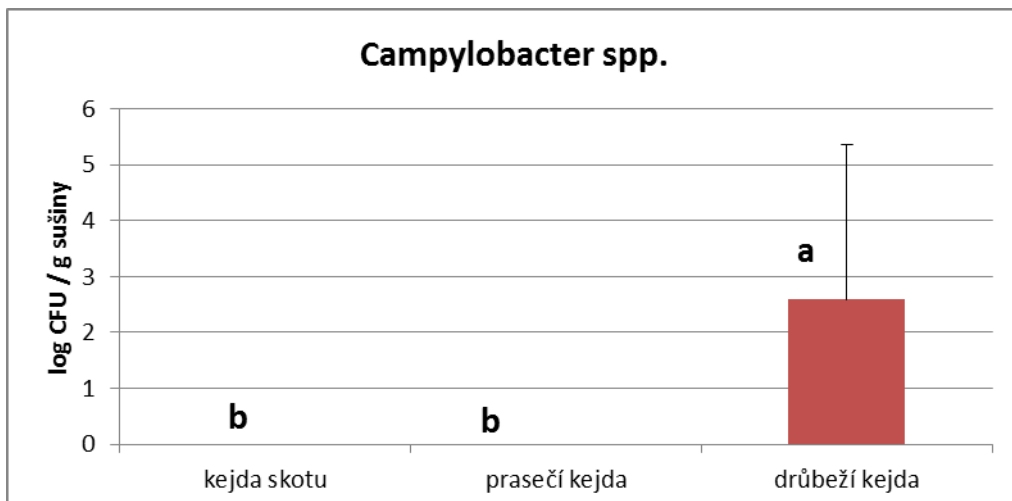 Campylobacter spp.
log CFU / g sušiny
6
5
4
3
2
1
0
a
b
b
kejda skotu
prasečí kejda
drůbeží kejda